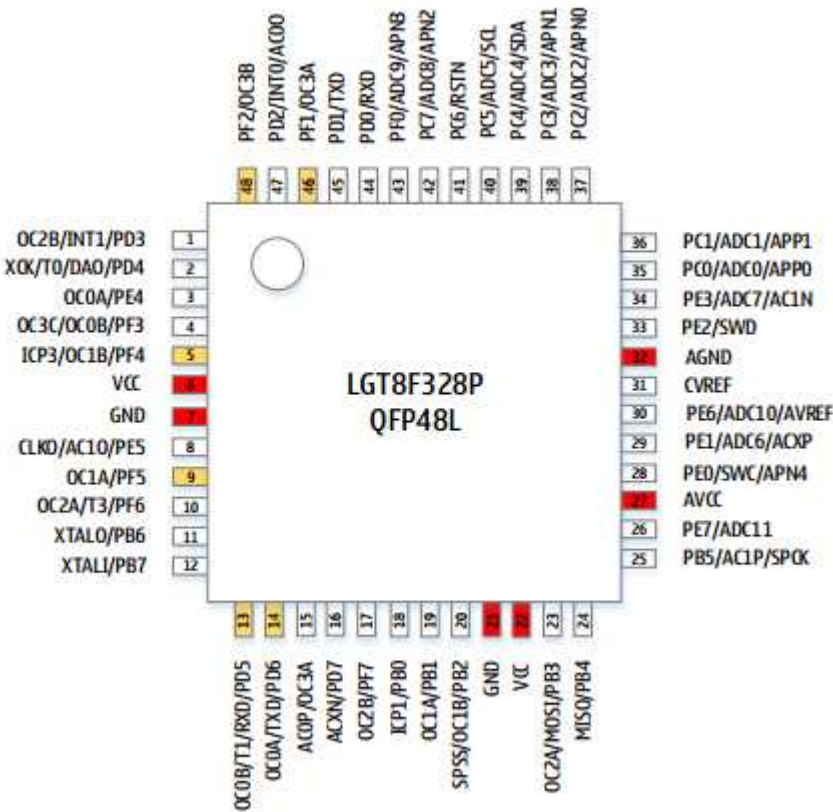 PF2/OC3B
PD2/INT0/AC0O
PF1/OC3A
PD1/TXD
PD0/RXD
PF0/ADC9/APN3
PC7/ADC8/APN2
PC6/RSTN
PC5/ADC5/SCL
PC4/ADC4/SDA
PC3/ADC3/APN1
PC2/ADC2/APN0
48
47
46
45
44
43
42
41
40
39
38
37
OC2B/INT1/PD3 1
XCK/T0/DAO/PD4 2
OC0A/PE4 3
OC3C/OC0B/PF3 4
ICP3/OC1B/PF4 5
VCC 6
GND 7
CLKO/AC1O/PE5 8
OC1A/PF5 9
OC2A/T3/PF6 10
XTALO/PB6 11
XTALI/PB7 12
LGT8F328P
QFP48L
36 PC1/ADC1/APP1
35 PC0/ADC0/APP0
34 PE3/ADC7/AC1N
33 PE2/SWD
32 AGND
31 CVREF
30 PE6/ADC10/AVREF
29 PE1/ADC6/ACXP
28 PE0/SWC/APN4
27 AVCC
26 PE7/ADC11
25 PB5/AC1P/SPCK
13
14
15
16
17
18
19
20
21
22
23
24
OC0B/T1/RXD/PD5
OC0A/TXD/PD6
AC0P/OC3A
ACXN/PD7
OC2B/PF7
ICP1/PB0
OC1A/PB1
SPSS/OC1B/PB2
GND
VCC
OC2A/MOSI/PB3
MISO/PB4